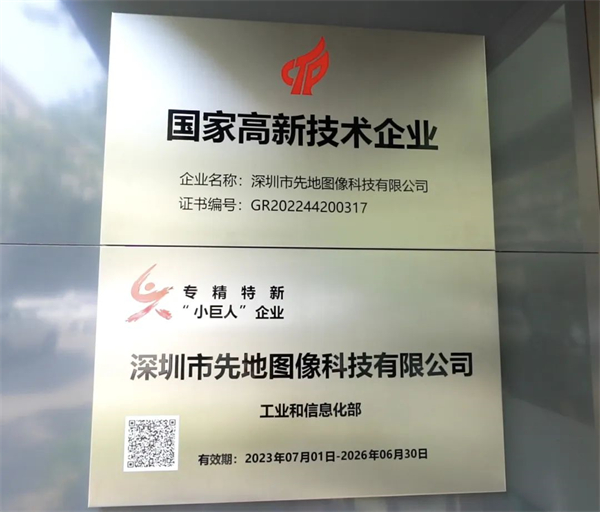 国家高新技术企业
企业名称：深圳市先地图像科技有限公司
证书编号：GR202244200317
专精特新
“小巨人”企业
深圳市先地图像科技有限公司
工业和信息化部
有效期：2023年07月01日-2026年06月30日